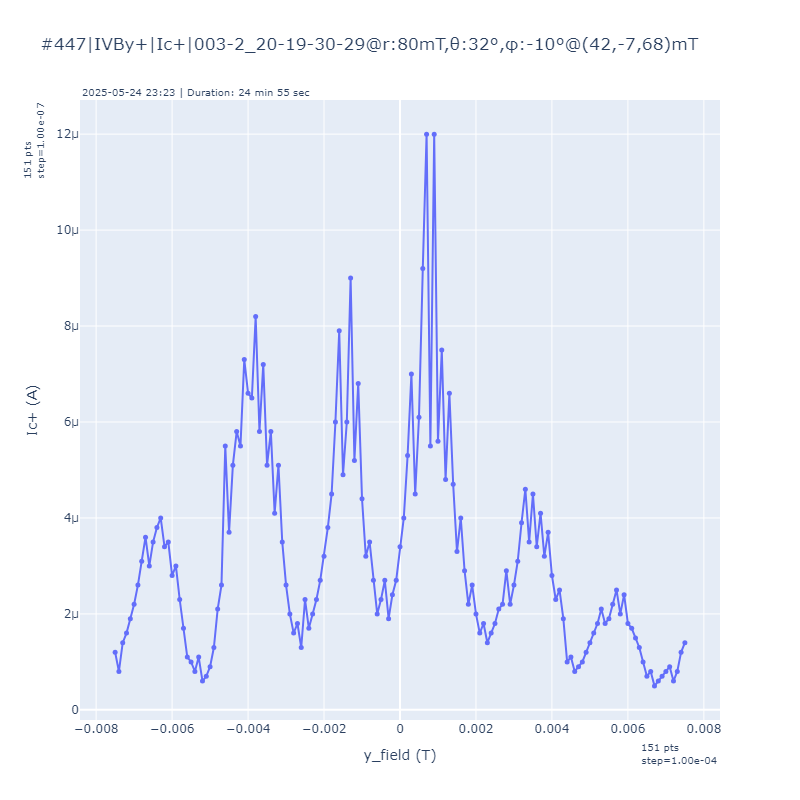 #447|IVBy+|Ic+|003-2_20-19-30-29@r:80mT,θ:32º,φ:-10º@(42,-7,68)mT
2025-05-24 23:23 | Duration: 24 min 55 sec
151 pts
step=1.00e-07
12μ
10μ
8μ
6μ
4μ
2μ
0
Ic+ (A)
−0.008
−0.006
−0.004
−0.002
0
0.002
0.004
0.006
0.008
y_field (T)
151 pts
step=1.00e-04